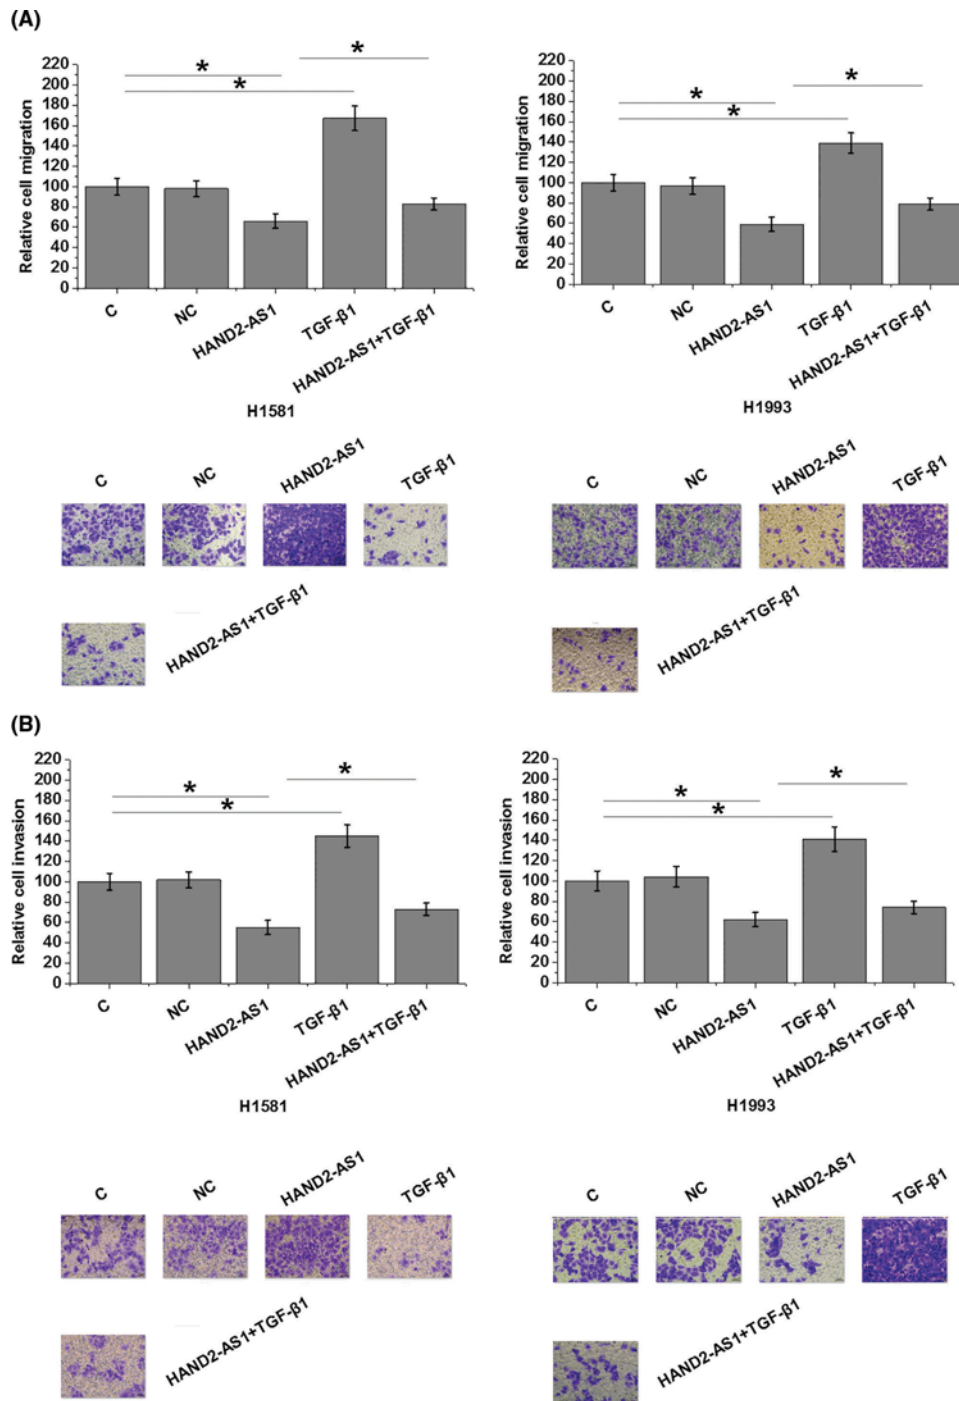 (A)
220
200
180
160
140
120
100
80
60
40
20
0
Relative cell migration
* * *
C NC HAND2-AS1 TGF-β1 HAND2-AS1+TGF-β1
H1581
220
200
180
160
140
120
100
80
60
40
20
0
Relative cell migration
* * *
C NC HAND2-AS1 TGF-β1 HAND2-AS1+TGF-β1
H1993
C NC HAND2-AS1 TGF-β1
HAND2-AS1+TGF-β1
C NC HAND2-AS1 TGF-β1
HAND2-AS1+TGF-β1
(B)
220
200
180
160
140
120
100
80
60
40
20
0
Relative cell invasion
* * *
C NC HAND2-AS1 TGF-β1 HAND2-AS1+TGF-β1
H1581
220
200
180
160
140
120
100
80
60
40
20
0
Relative cell invasion
* * *
C NC HAND2-AS1 TGF-β1 HAND2-AS1+TGF-β1
H1993
C NC HAND2-AS1 TGF-β1
HAND2-AS1+TGF-β1
C NC HAND2-AS1 TGF-β1
HAND2-AS1+TGF-β1